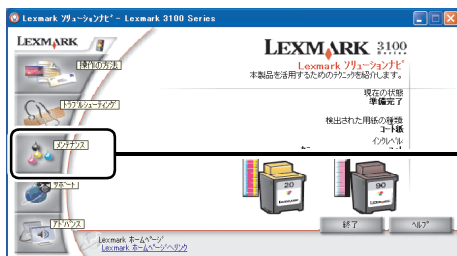 Lexmark ソリューションナビ - Lexmark 3100 Series
LEXMARK
LEXMARK 3100
Series
Lexmark ソリューションナビ
本製品を活用するためのテクニックを紹介します。
操作の方法
現在の状態
準備完了
トラブルシューティング
検出された用紙の種類
コート紙
メンテナンス
インクレベル
サポート
20
90
アドバンス
終了
ヘルプ
Lexmark ホームページ
Lexmark ホームページへリンク